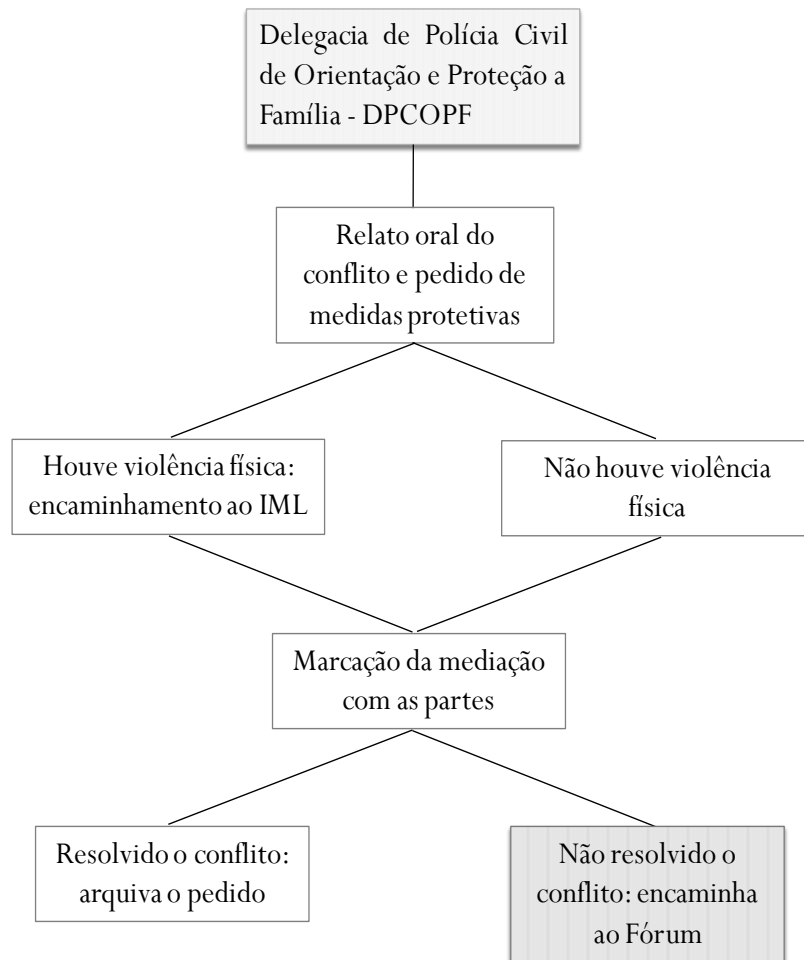 Delegacia de Polícia Civil
de Orientação e Proteção a
Família - DPCOPF
Relato oral do
conflito e pedido de
medidas protetivas
Houve violência física:
encaminhamento ao IML
Não houve violência
física
Marcação da mediação
com as partes
Resolvido o conflito:
arquiva o pedido
Não resolvido o
conflito: encaminha
ao Fórum